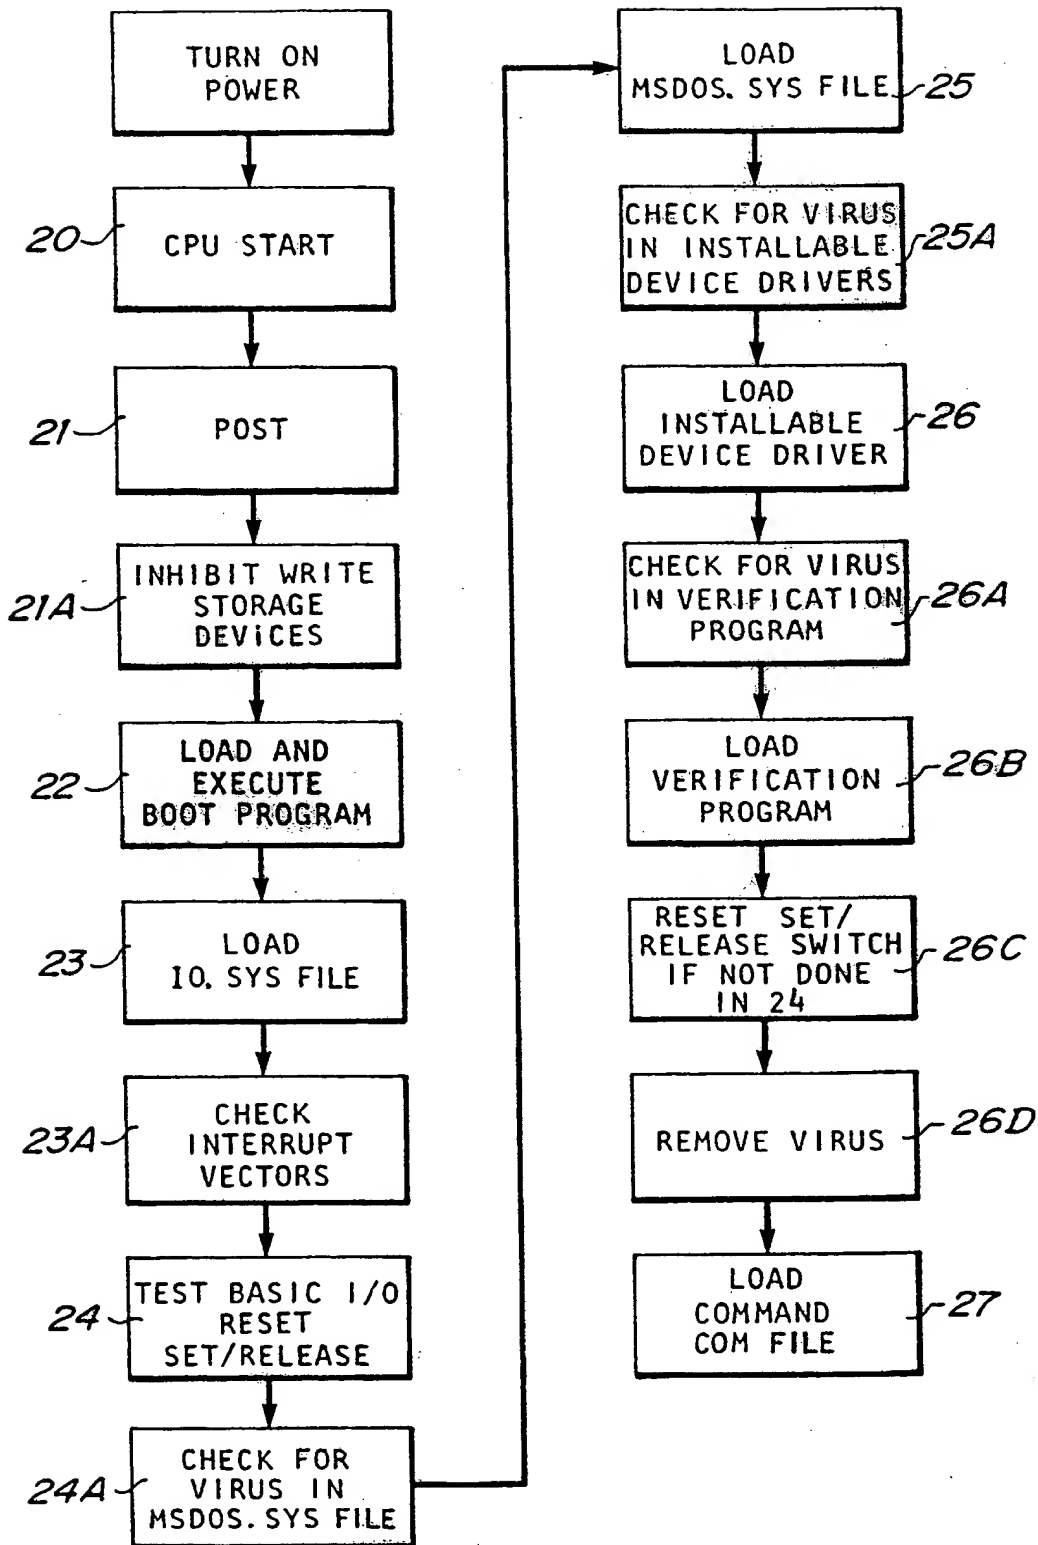 TURN ON
POWER
20
CPU START
21
POST
21A
INHIBIT WRITE
STORAGE
DEVICES
22
LOAD AND
EXECUTE
BOOT PROGRAM
23
LOAD
IO. SYS FILE
23A
CHECK
INTERRUPT
VECTORS
24
TEST BASIC I/O
RESET
SET/RELEASE
24A
CHECK FOR
VIRUS IN
MSDOS. SYS FILE
LOAD
MSDOS. SYS FILE
25
CHECK FOR VIRUS
IN INSTALLABLE
DEVICE DRIVERS
25A
LOAD
INSTALLABLE
DEVICE DRIVER
26
CHECK FOR VIRUS
IN VERIFICATION
PROGRAM
26A
LOAD
VERIFICATION
PROGRAM
26B
RESET SET/
RELEASE SWITCH
IF NOT DONE
IN 24
26C
REMOVE VIRUS
26D
LOAD
COMMAND
COM FILE
27